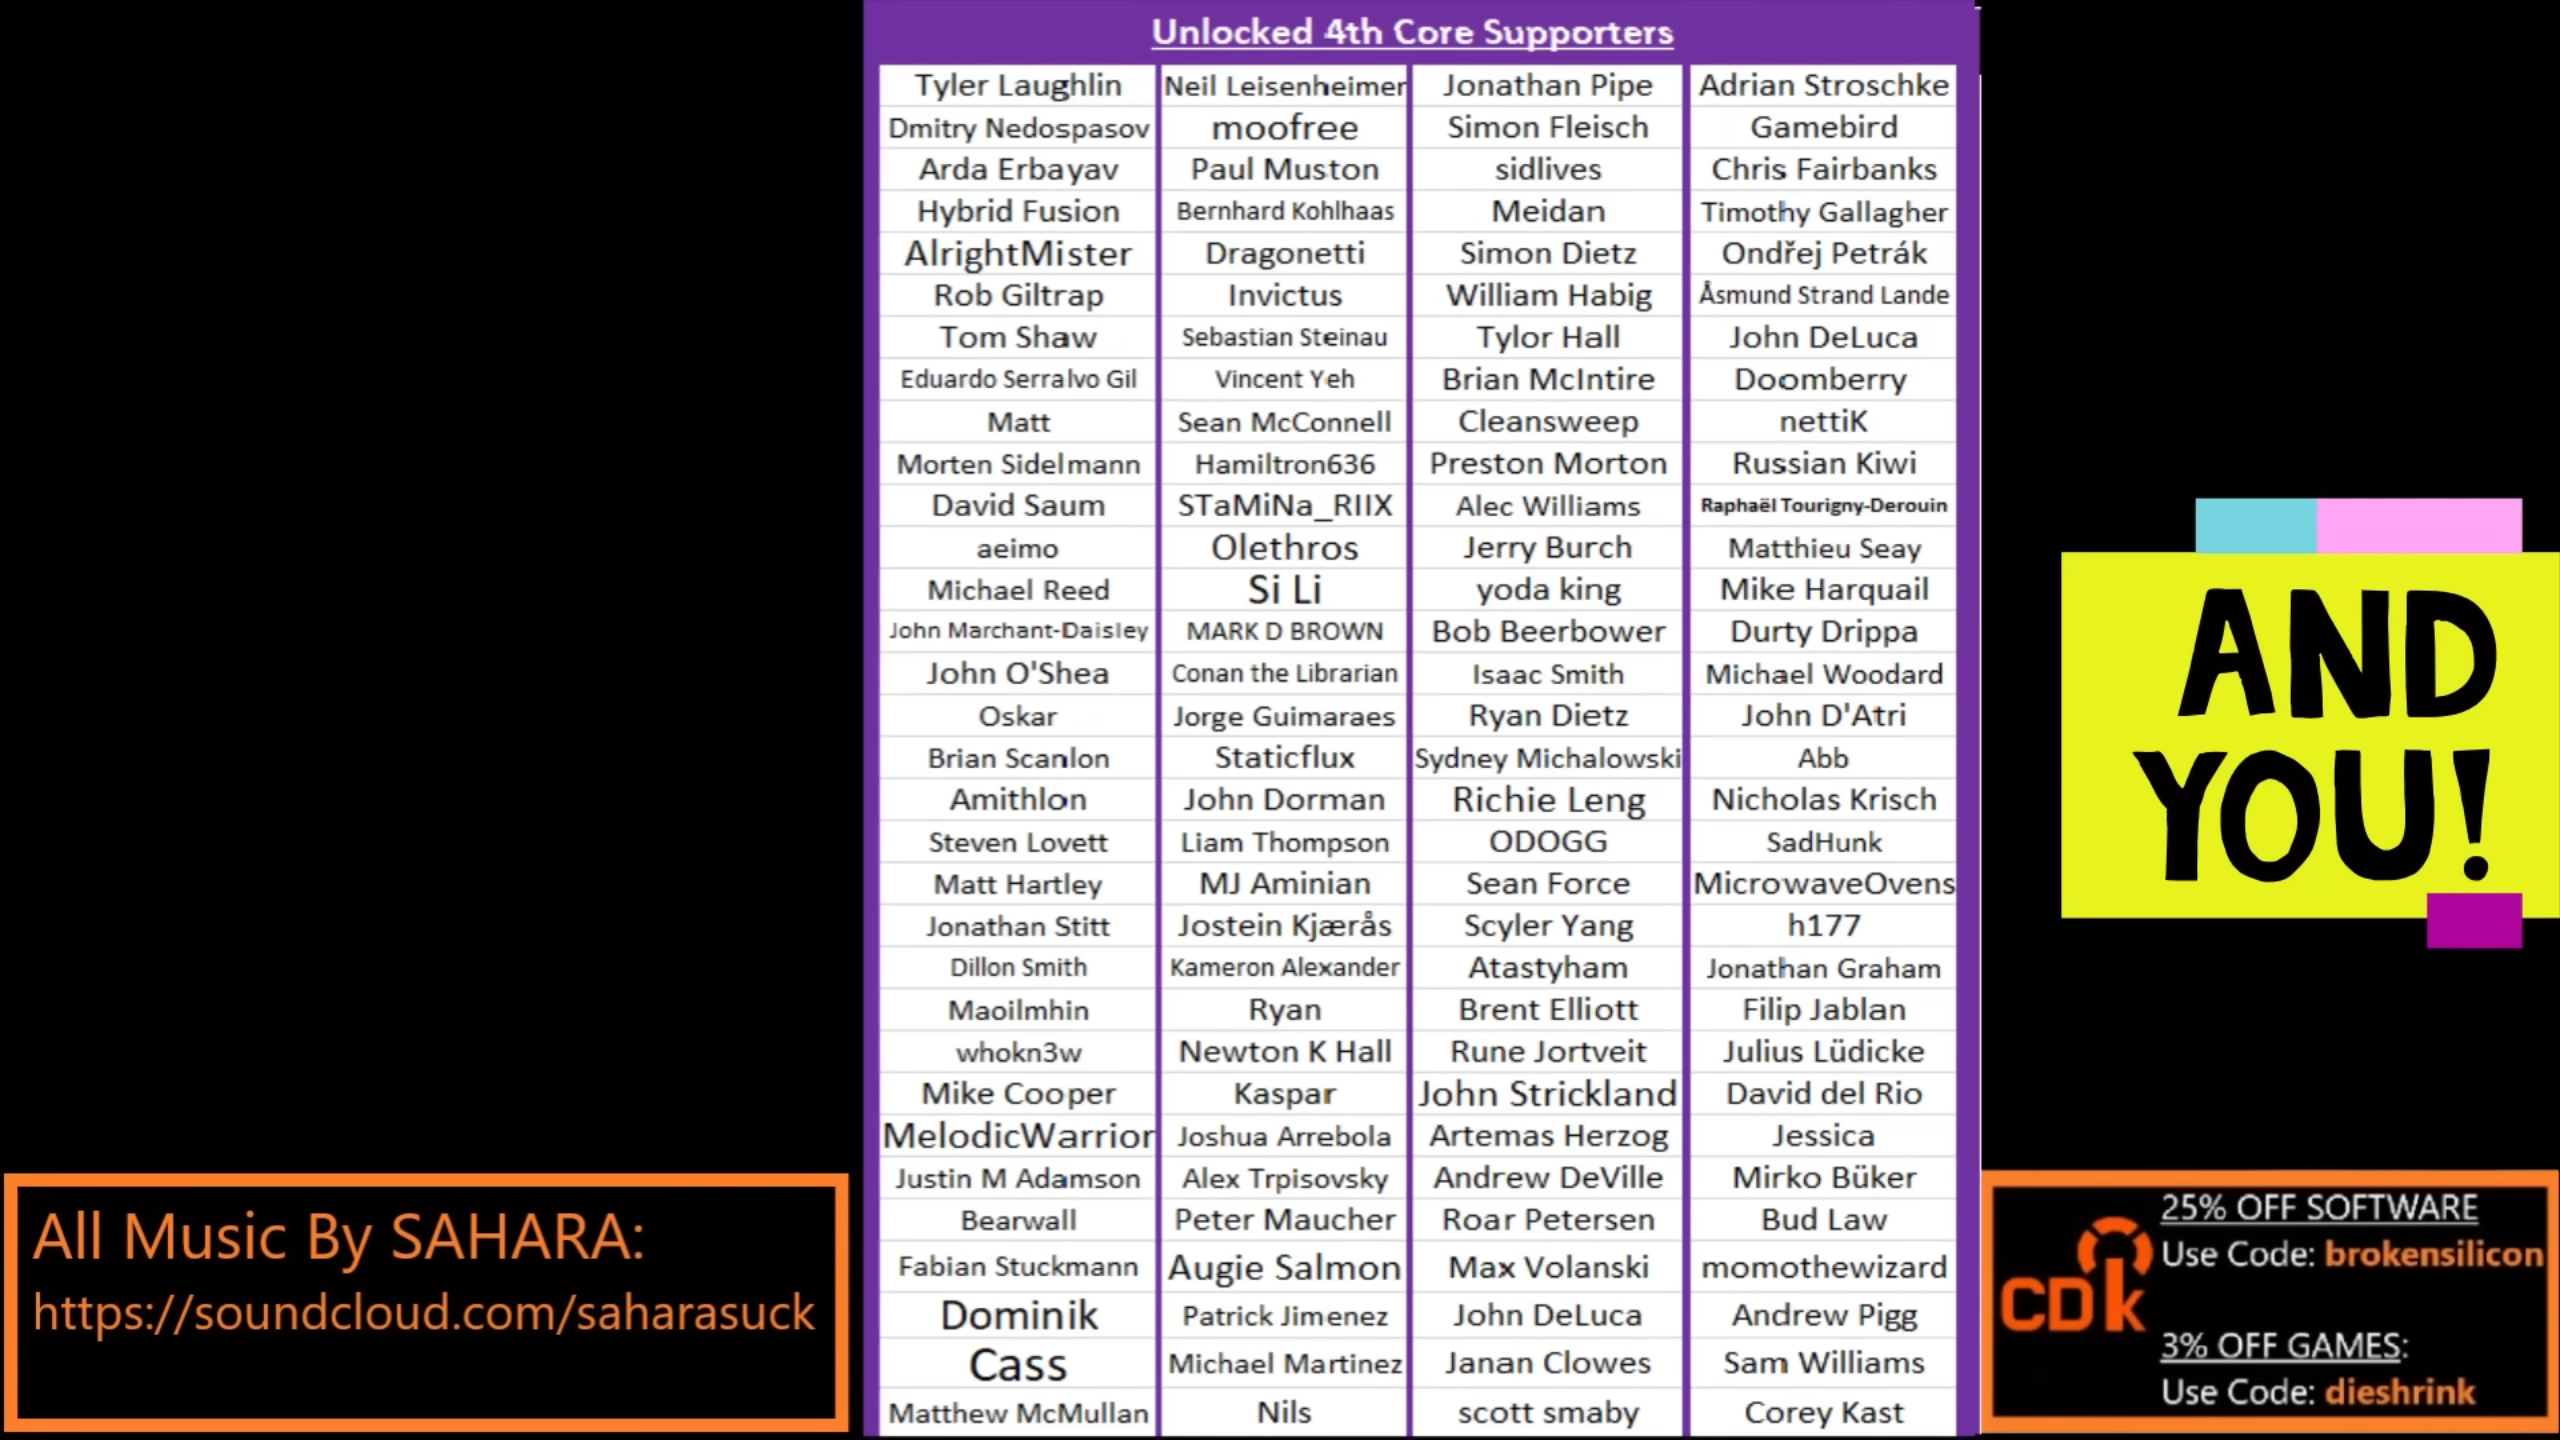 Unlocked 4th Core Supporters
Tyler Laughlin Neil Leisenheimer Jonathan Pipe Adrian Stroschke
Dmitry Nedospasov moofree Simon Fleisch Gamebird
Arda Erbayav Paul Muston sidlives Chris Fairbanks
Hybrid Fusion Bernhard Kohlhaas Meidan Timothy Gallagher
AlrightMister Dragonetti Simon Dietz Ondřej Petrák
Rob Giltrap Invictus William Habig Åsmund Strand Lande
Tom Shaw Sebastian Steinau Tylor Hall John DeLuca
Eduardo Serralvo Gil Vincent Yeh Brian McIntire Doomberry
Matt Sean McConnell Cleansweep nettiK
Morten Sidelmann Hamiltron636 Preston Morton Russian Kiwi
David Saum STaMiNa_RIIX Alec Williams Raphaël Tourigny-Derouin
aeimo Olethros Jerry Burch Matthieu Seay
Michael Reed Si Li yoda king Mike Harquail
John Marchant-Daisley MARK D BROWN Bob Beerbower Durty Drippa
John O'Shea Conan the Librarian Isaac Smith Michael Woodard
Oskar Jorge Guimaraes Ryan Dietz John D'Atri
Brian Scanlon Staticflux Sydney Michalowski Abb
Amithlon John Dorman Richie Leng Nicholas Krisch
Steven Lovett Liam Thompson ODOGG SadHunk
Matt Hartley MJ Aminian Sean Force MicrowaveOvens
Jonathan Stitt Jostein Kjærås Scyler Yang h177
Dillon Smith Kameron Alexander Atastyham Jonathan Graham
Maoilmhin Ryan Brent Elliott Filip Jablan
whokn3w Newton K Hall Rune Jortveit Julius Lüdicke
Mike Cooper Kaspar John Strickland David del Rio
MelodicWarrior Joshua Arrebola Artemas Herzog Jessica
Justin M Adamson Alex Trpisovsky Andrew DeVille Mirko Büker
Bearwall Peter Maucher Roar Petersen Bud Law
Fabian Stuckmann Augie Salmon Max Volanski momothewizard
Dominik Patrick Jimenez John DeLuca Andrew Pigg
Cass Michael Martinez Janan Clowes Sam Williams
Matthew McMullan Nils scott smaby Corey Kast
AND
YOU!
All Music By SAHARA:
https://soundcloud.com/saharasuck
CDk
25% OFF SOFTWARE
Use Code: brokensilicon
3% OFF GAMES:
Use Code: dieshrink